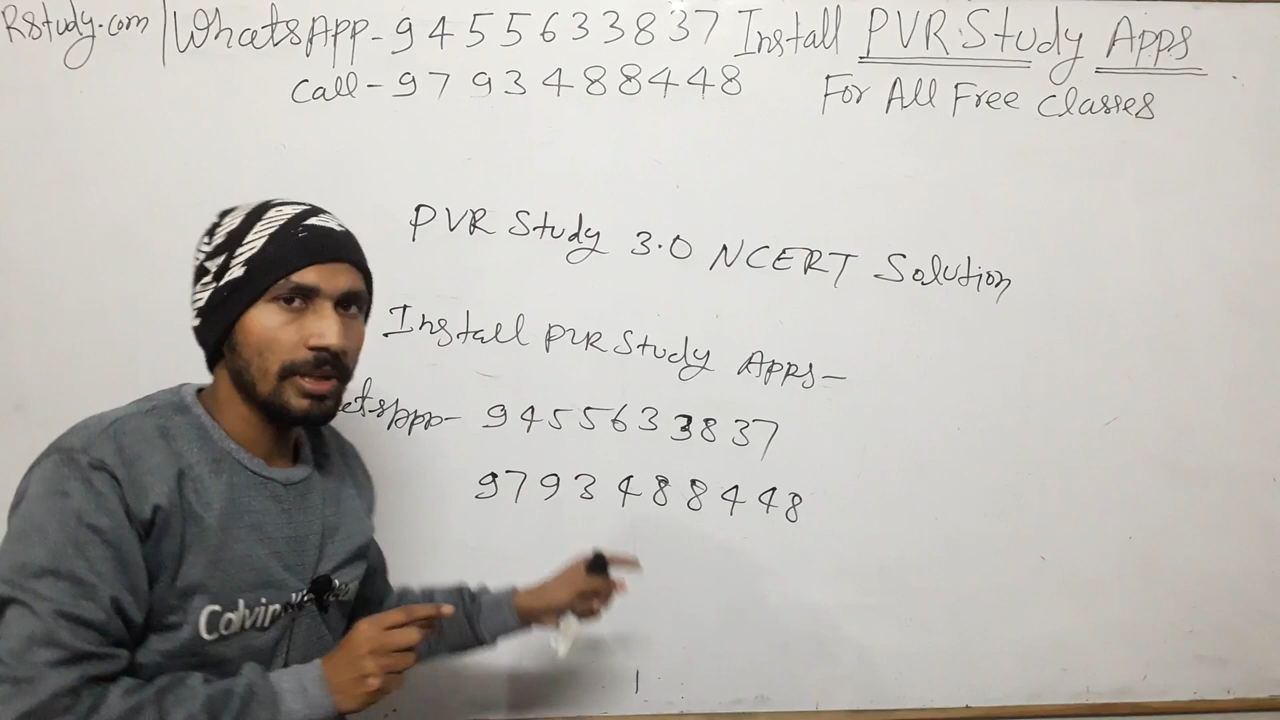 RStudy.com | WhatsApp-9455633837 Install PVR Study Apps
Call-9793488448 For All Free Classes
PVR Study 3.0 NCERT Solution
Install PVR Study Apps-
9455633837
9793488448
Calvin